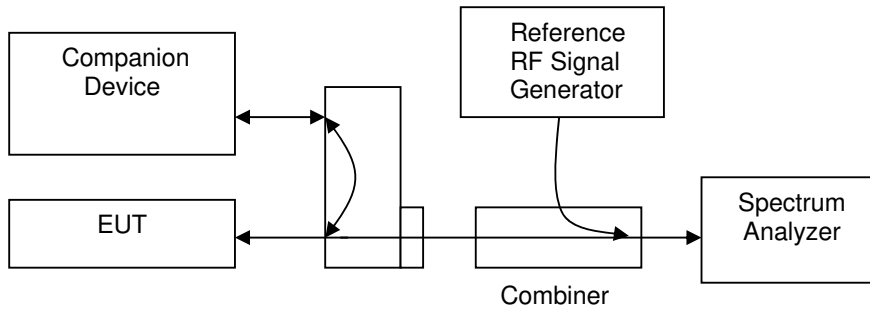 Companion
Device
Reference
RF Signal
Generator
EUT
Spectrum
Analyzer
Combiner